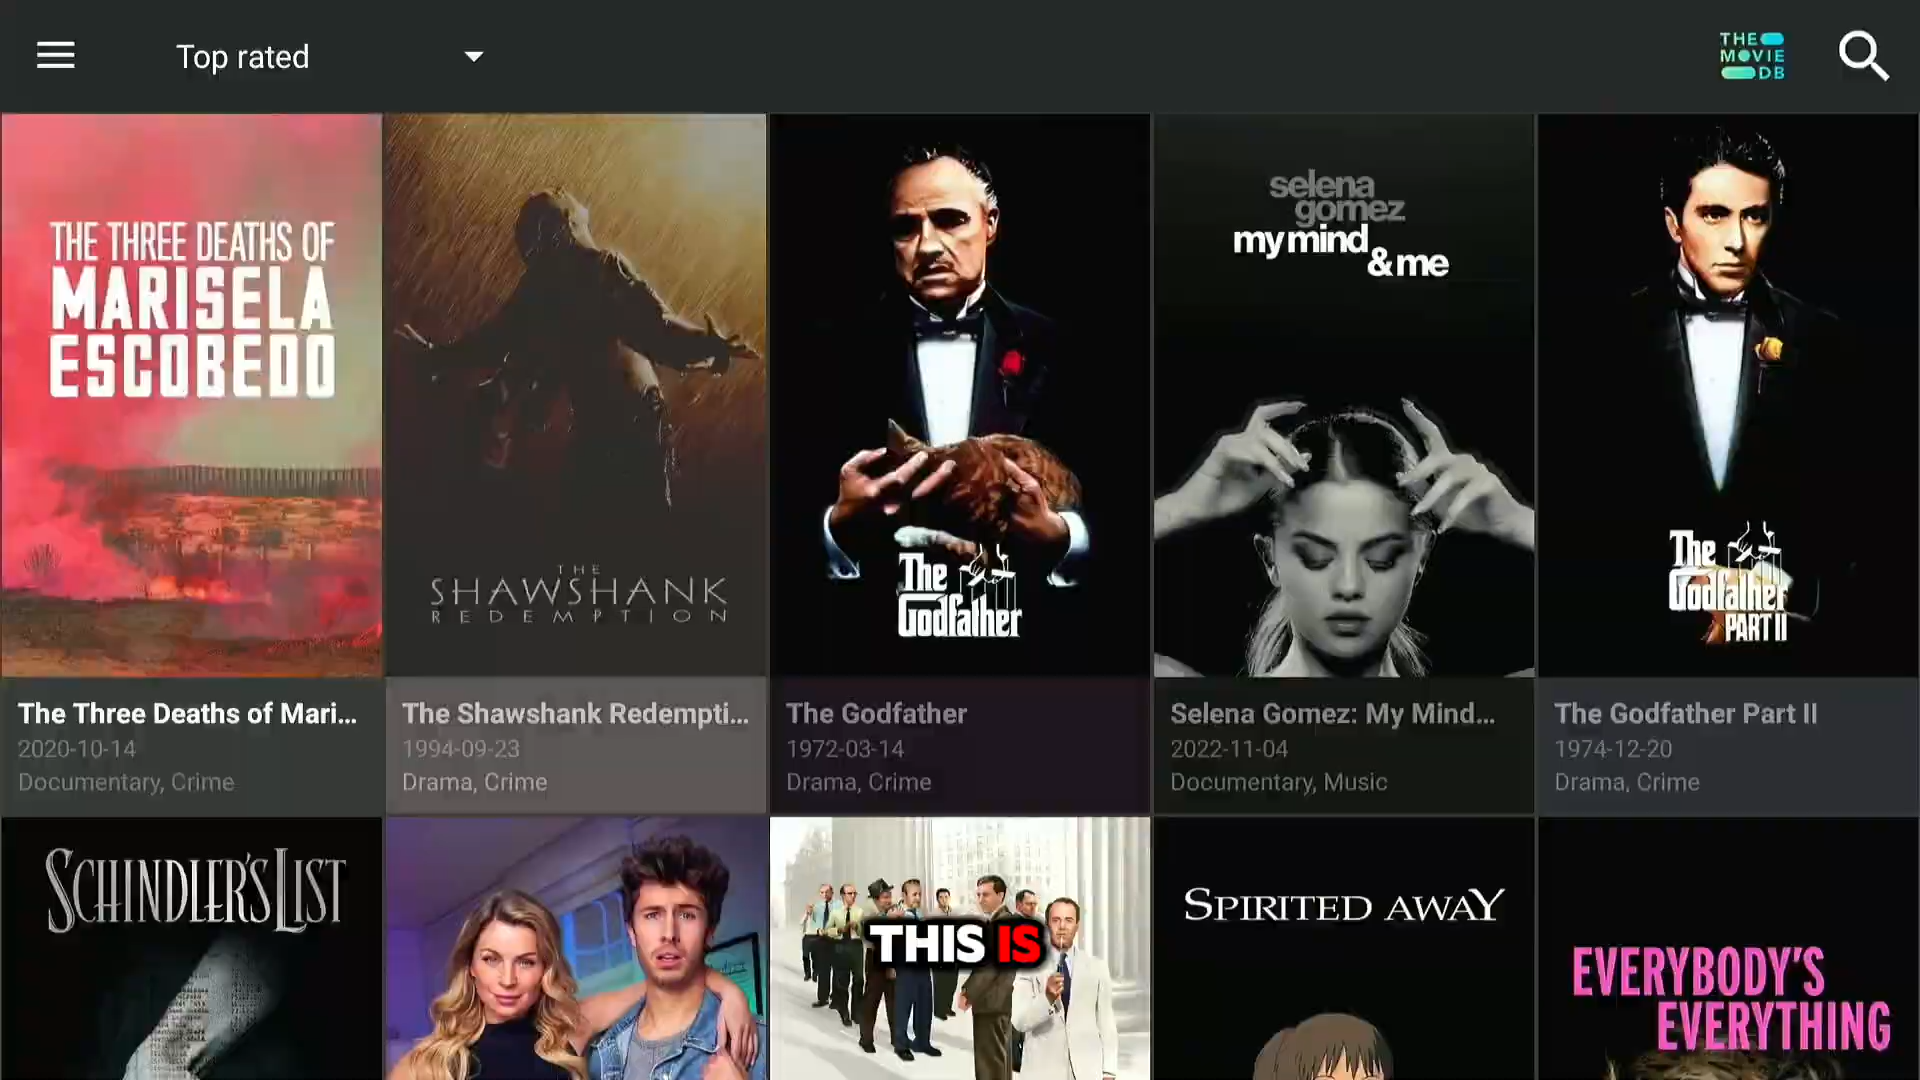 Top rated
THE
MOVIE
DB
THE THREE DEATHS OF
MARISELA
ESCOBEDO
THE
SHAWSHANK
REDEMPTION
The
Godfather
selena
gomez
my mind
& me
The
Godfather
PART II
The Three Deaths of Mari...
2020-10-14
Documentary, Crime
The Shawshank Redempti...
1994-09-23
Drama, Crime
The Godfather
1972-03-14
Drama, Crime
Selena Gomez: My Mind...
2022-11-04
Documentary, Music
The Godfather Part II
1974-12-20
Drama, Crime
SCHINDLER'S LIST
THIS IS
SPIRITED AWAY
EVERYBODY'S
EVERYTHING